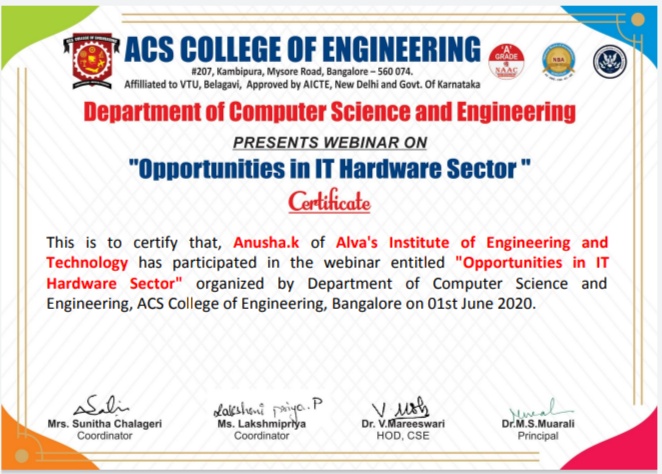 ACS COLLEGE OF ENGINEERING
#207, Kambipura, Mysore Road, Bangalore – 560 074.
Affilliated to VTU, Belagavi, Approved by AICTE, New Delhi and Govt. Of Karnataka
'A'
GRADE
NAAC
NBA
Department of Computer Science and Engineering
PRESENTS WEBINAR ON
"Opportunities in IT Hardware Sector "
Certificate
This is to certify that, Anusha.k of Alva's Institute of Engineering and
Technology has participated in the webinar entitled "Opportunities in IT
Hardware Sector" organized by Department of Computer Science and
Engineering, ACS College of Engineering, Bangalore on 01st June 2020.
Lakshmi Priya.P
Mrs. Sunitha Chalageri
Coordinator
Ms. Lakshmipriya
Coordinator
Dr. V.Mareeswari
HOD, CSE
Dr.M.S.Muarali
Principal